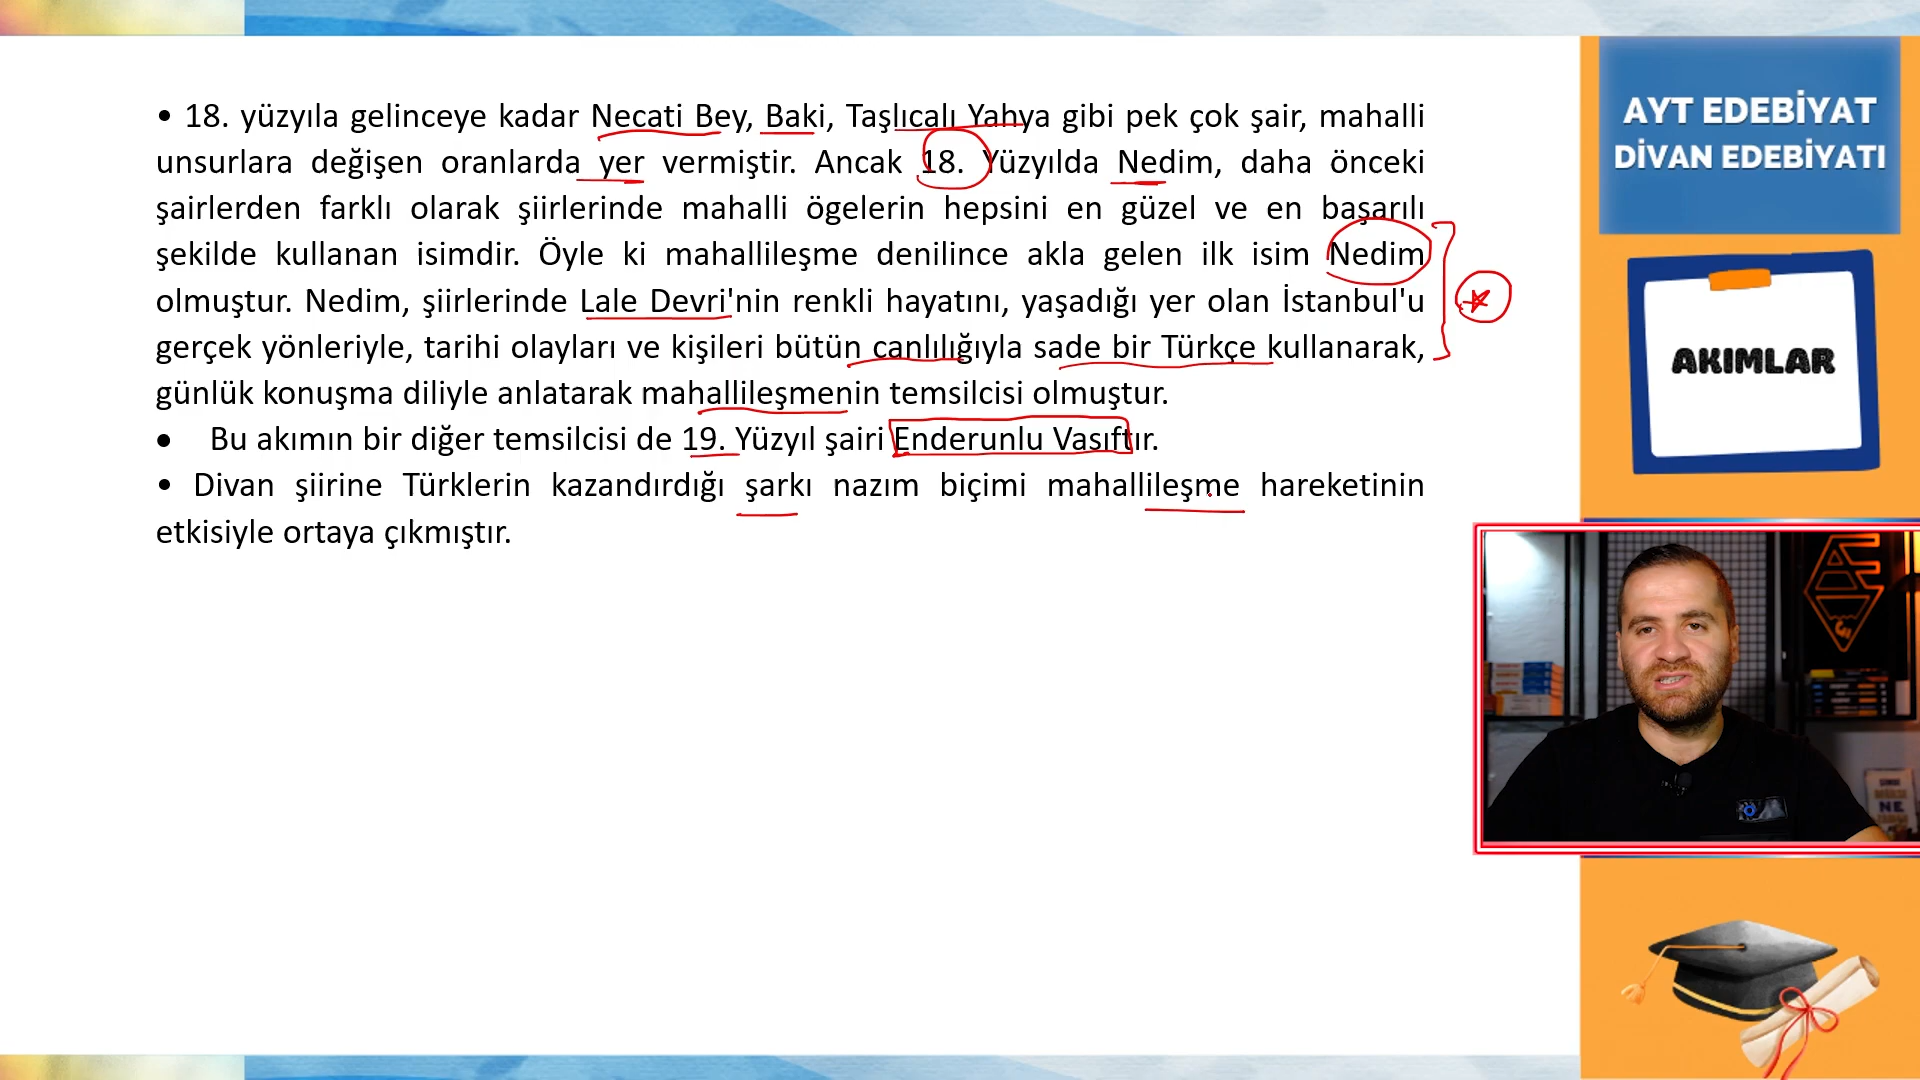 • 18. yüzyıla gelinceye kadar Necati Bey, Baki, Taşlıcalı Yahya gibi pek çok şair, mahalli
unsurlara değişen oranlarda yer vermiştir. Ancak 18. Yüzyılda Nedim, daha önceki
şairlerden farklı olarak şiirlerinde mahalli ögelerin hepsini en güzel ve en başarılı
şekilde kullanan isimdir. Öyle ki mahallileşme denilince akla gelen ilk isim Nedim
olmuştur. Nedim, şiirlerinde Lale Devri'nin renkli hayatını, yaşadığı yer olan İstanbul'u
gerçek yönleriyle, tarihi olayları ve kişileri bütün canlılığıyla sade bir Türkçe kullanarak,
günlük konuşma diliyle anlatarak mahallileşmenin temsilcisi olmuştur.
• Bu akımın bir diğer temsilcisi de 19. Yüzyıl şairi Enderunlu Vasıftır.
• Divan şiirine Türklerin kazandırdığı şarkı nazım biçimi mahallileşme hareketinin
etkisiyle ortaya çıkmıştır.
AYT EDEBİYAT
DİVAN EDEBİYATI
AKIMLAR
NE